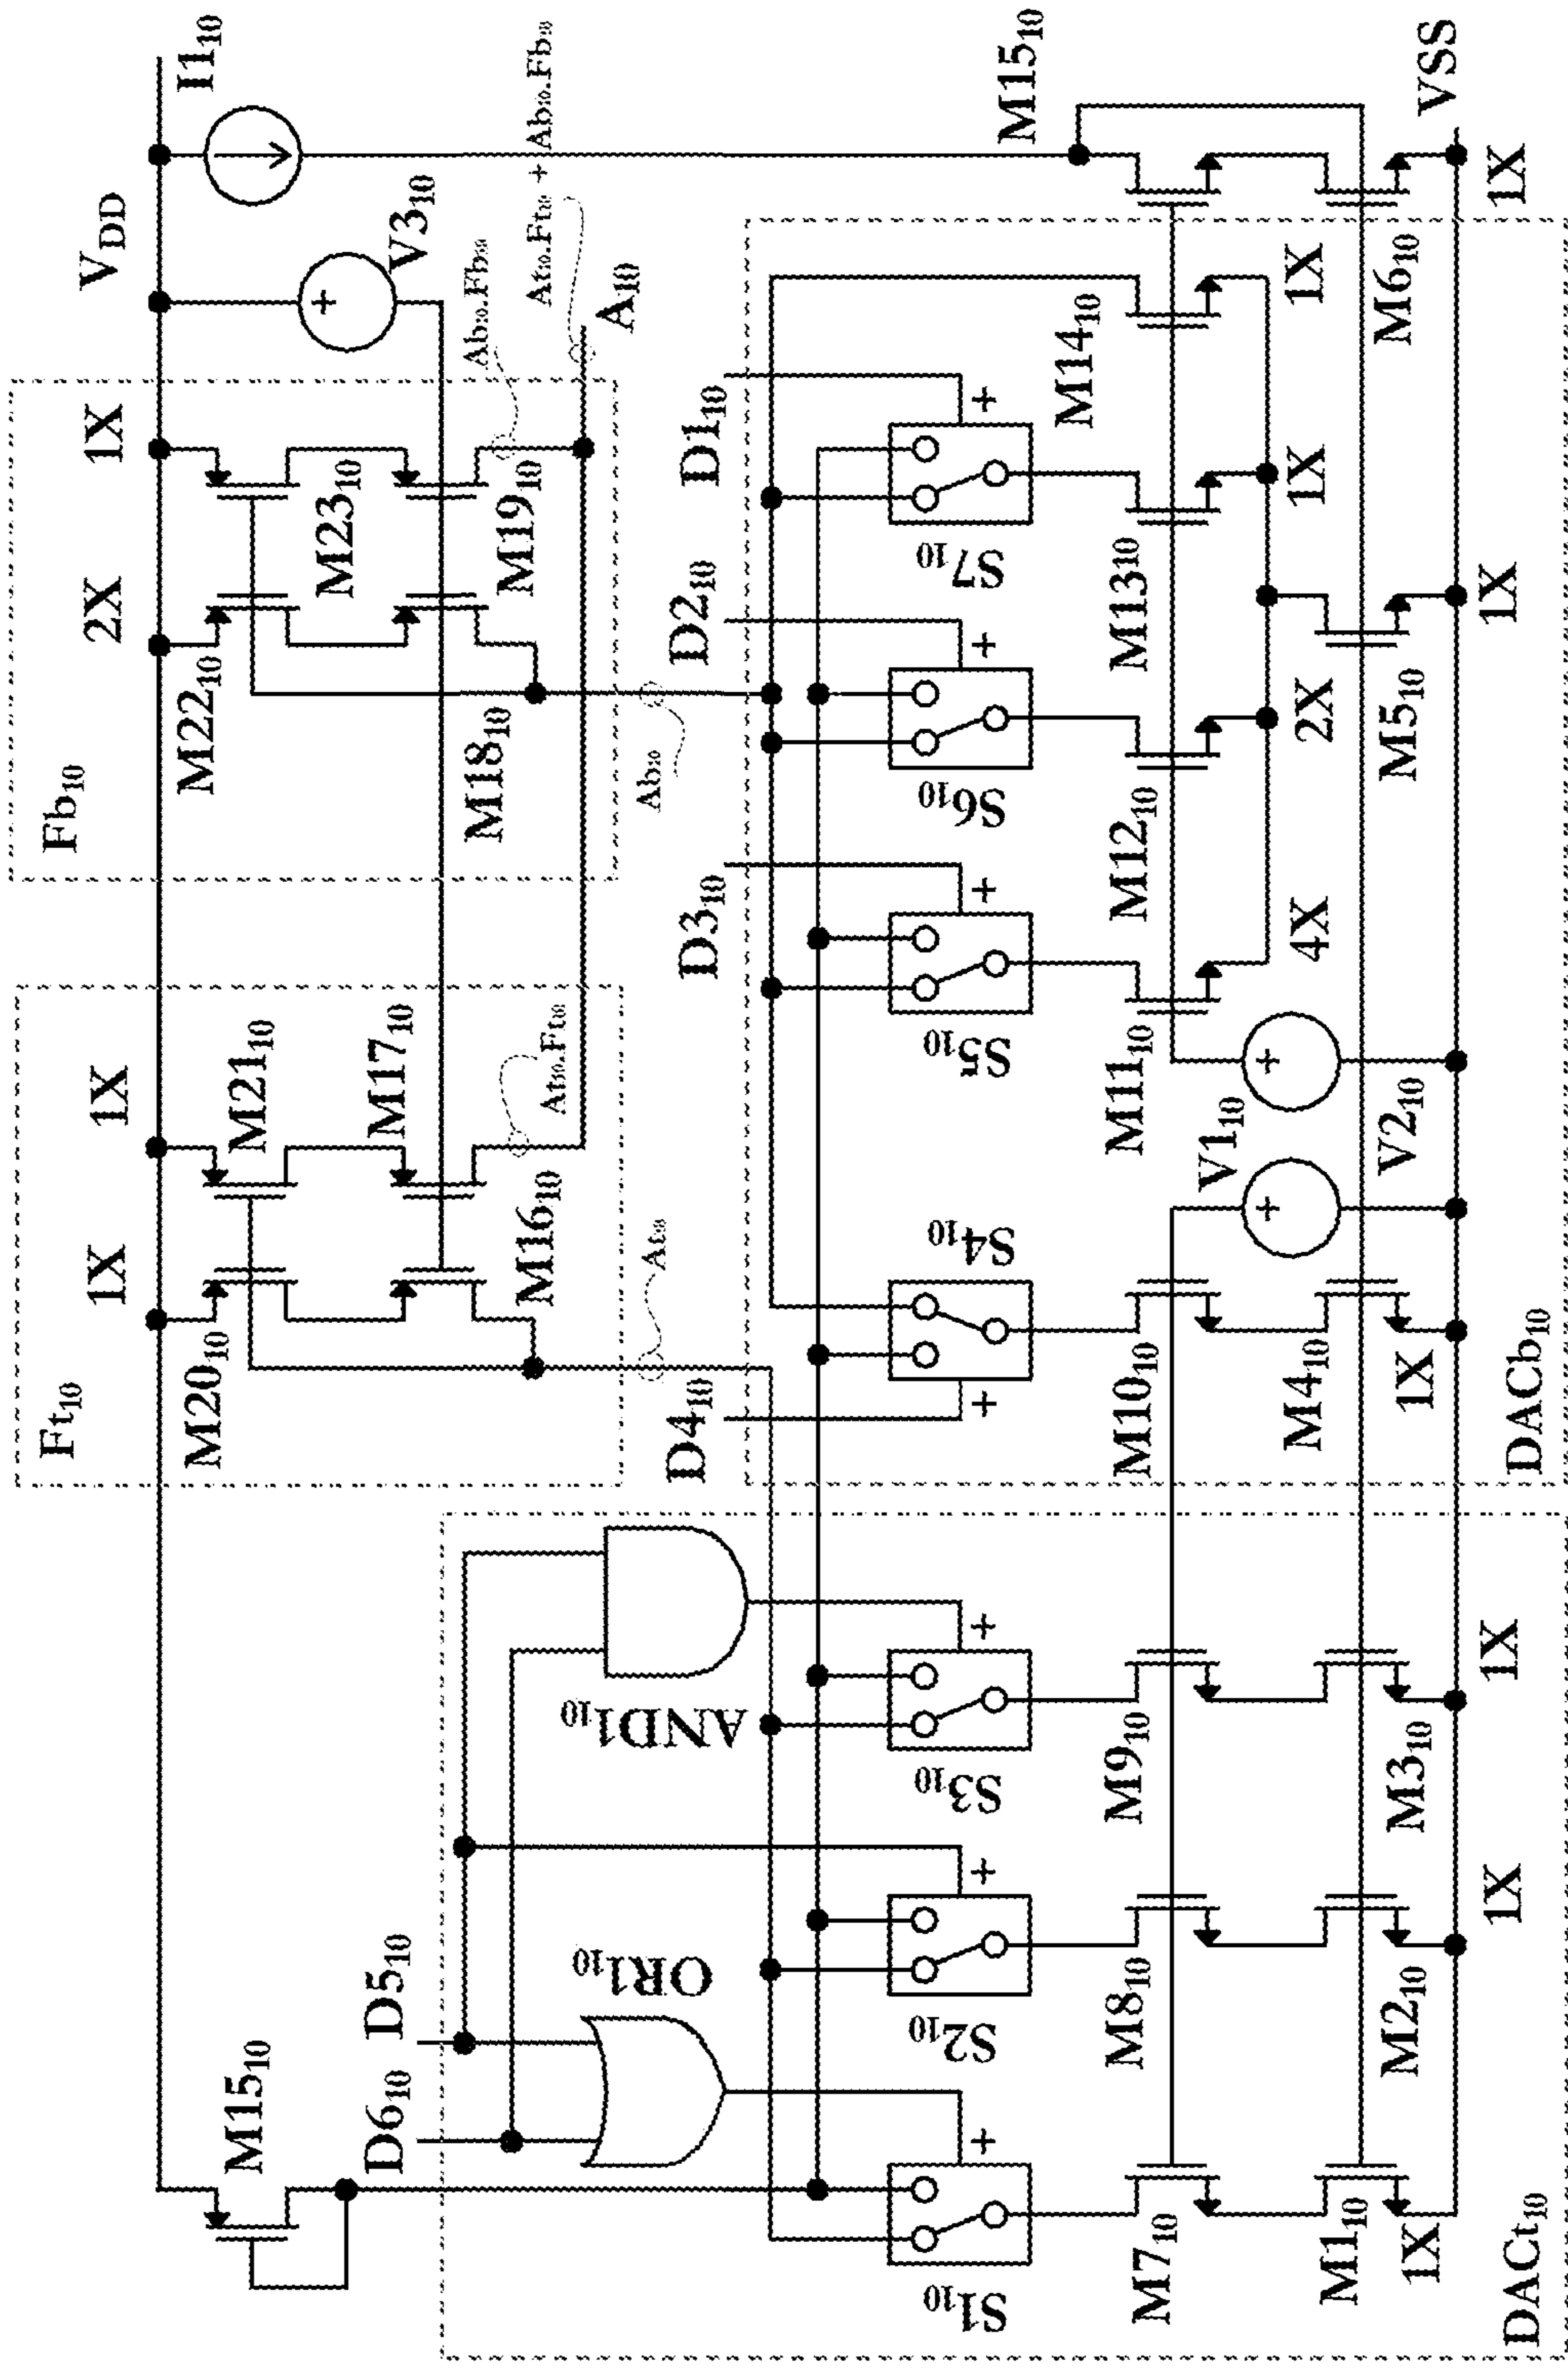 V_DD
I1₁₀
V3₁₀
Fb₁₀
2X
1X
M22₁₀
M23₁₀
M18₁₀
M19₁₀
Ab₁₀.Fb₁₀
At₁₀.Ft₁₀ + Ab₁₀.Fb₁₀
A₁₀
Ab₁₀
Ft₁₀
1X
1X
M20₁₀
M21₁₀
M16₁₀
M17₁₀
At₁₀.Ft₁₀
At₁₀
M15₁₀
D6₁₀
D5₁₀
OR1₁₀
AND1₁₀
D4₁₀
D3₁₀
D2₁₀
D1₁₀
+
+
+
+
+
+
+
S1₁₀
S2₁₀
S3₁₀
S4₁₀
S5₁₀
S6₁₀
S7₁₀
M7₁₀
M8₁₀
M9₁₀
M10₁₀
M11₁₀
M12₁₀
M13₁₀
M14₁₀
M15₁₀
V1₁₀
+
V2₁₀
+
+
4X
2X
1X
1X
M1₁₀
M2₁₀
M3₁₀
M4₁₀
M5₁₀
M6₁₀
1X
1X
1X
1X
1X
1X
VSS
DACt₁₀
DACb₁₀